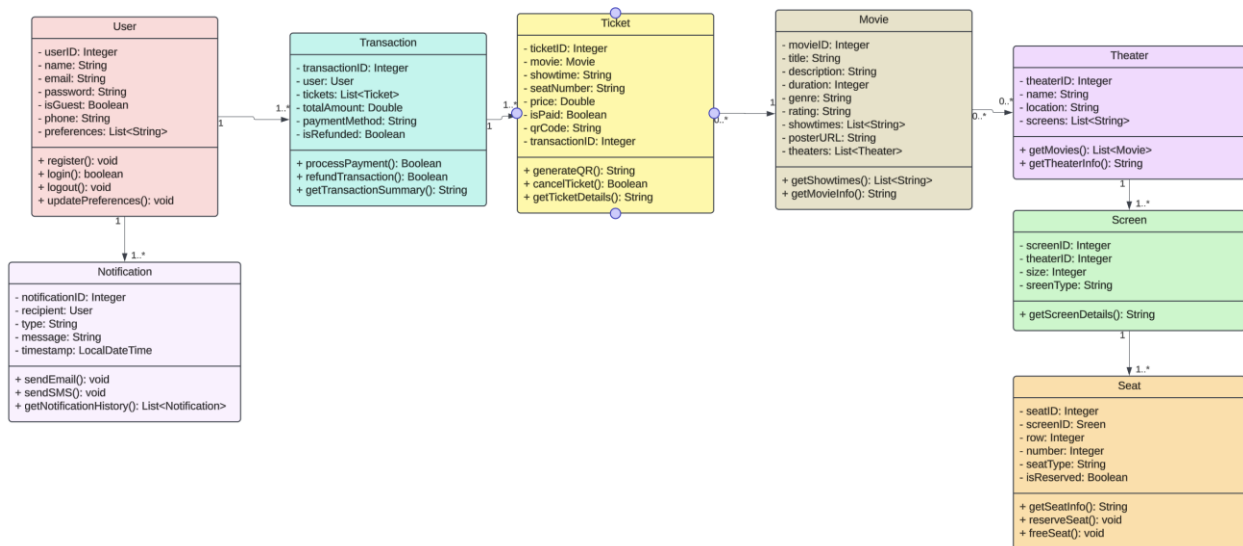 User
- userID: Integer
- name: String
- email: String
- password: String
- isGuest: Boolean
- phone: String
- preferences: List<String>
+ register(): void
+ login(): boolean
+ logout(): void
+ updatePreferences(): void
1
1..*
1
1..*
Transaction
- transactionID: Integer
- user: User
- tickets: List<Ticket>
- totalAmount: Double
- paymentMethod: String
- isRefunded: Boolean
+ processPayment(): Boolean
+ refundTransaction(): Boolean
+ getTransactionSummary(): String
1
1..*
Ticket
- ticketID: Integer
- movie: Movie
- showtime: String
- seatNumber: String
- price: Double
- isPaid: Boolean
- qrCode: String
- transactionID: Integer
+ generateQR(): String
+ cancelTicket(): Boolean
+ getTicketDetails(): String
0..*
1
Movie
- movieID: Integer
- title: String
- description: String
- duration: Integer
- genre: String
- rating: String
- showtimes: List<String>
- posterURL: String
- theaters: List<Theater>
+ getShowtimes(): List<String>
+ getMovieInfo(): String
0..*
0..*
Theater
- theaterID: Integer
- name: String
- location: String
- screens: List<String>
+ getMovies(): List<Movie>
+ getTheaterInfo(): String
1
1..*
Screen
- screenID: Integer
- theaterID: Integer
- size: Integer
- sreenType: String
+ getScreenDetails(): String
1
1..*
Seat
- seatID: Integer
- screenID: Sreen
- row: Integer
- number: Integer
- seatType: String
- isReserved: Boolean
+ getSeatInfo(): String
+ reserveSeat(): void
+ freeSeat(): void
Notification
- notificationID: Integer
- recipient: User
- type: String
- message: String
- timestamp: LocalDateTime
+ sendEmail(): void
+ sendSMS(): void
+ getNotificationHistory(): List<Notification>